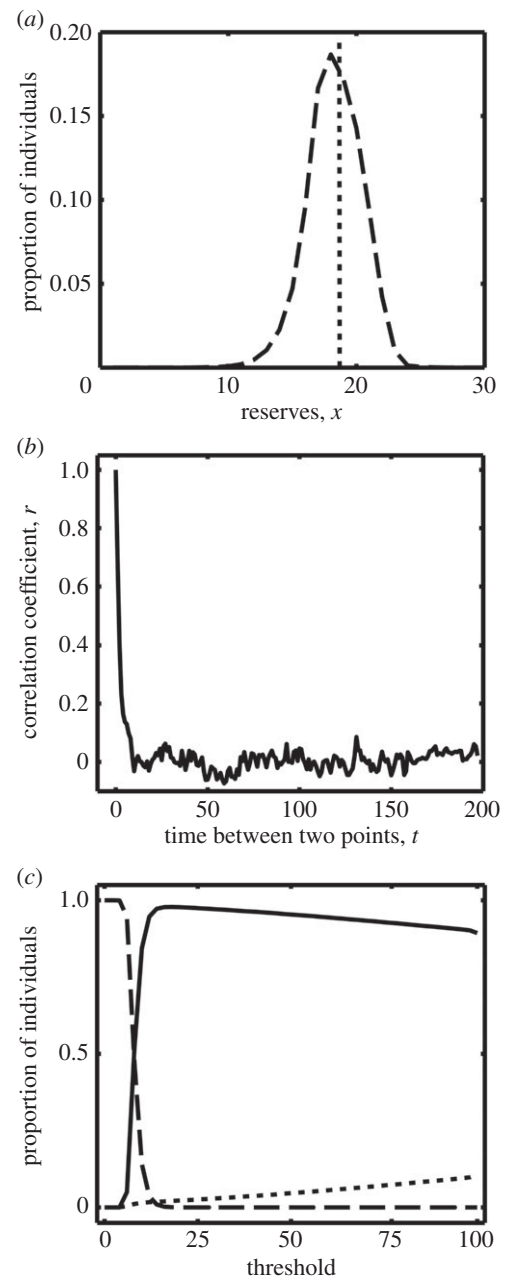 (a)
0.20
0.15
0.10
0.05
proportion of individuals
0 10 20 30
reserves, x
(b)
1.0
0.8
0.6
0.4
0.2
0
correlation coefficient, r
0 50 100 150 200
time between two points, t
(c)
1.0
0.5
0
proportion of individuals
0 25 50 75 100
threshold